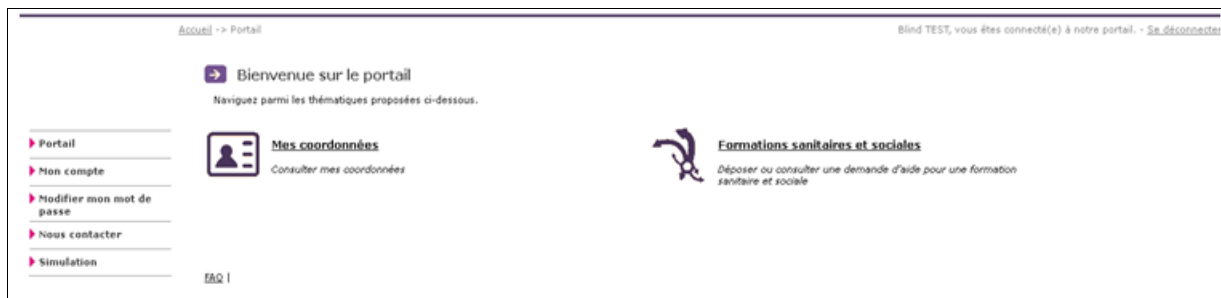 Accueil -> Portail
Blind TEST, vous êtes connecté(e) à notre portail. - Se déconnecter
Bienvenue sur le portail
Naviguez parmi les thématiques proposées ci-dessous.
Portail
Mon compte
Modifier mon mot de
passe
Nous contacter
Simulation
Mes coordonnées
Consulter mes coordonnées
Formations sanitaires et sociales
Déposer ou consulter une demande d'aide pour une formation
sanitaire et sociale
FAQ |